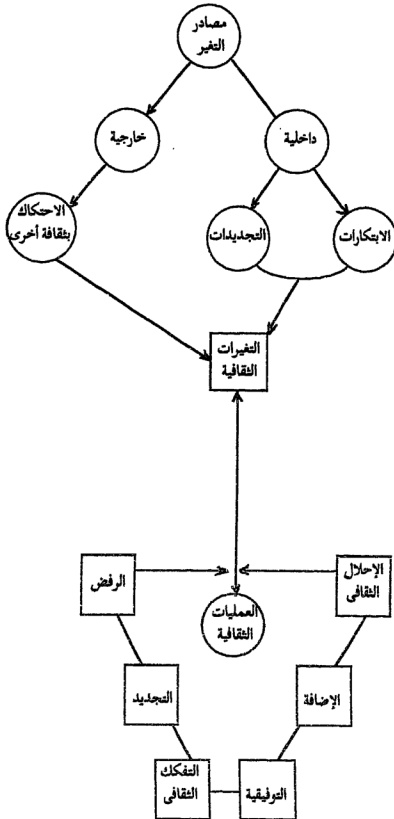 مصادر
التغير
خارجية
داخلية
الاحتكاك
بثقافة أخرى
التجديدات
الابتكارات
التغيرات
الثقافية
الإحلال
الثقافى
الرفض
العمليات
الثقافية
الإضافة
التجديد
التوفيقية
التفكك
الثقافى